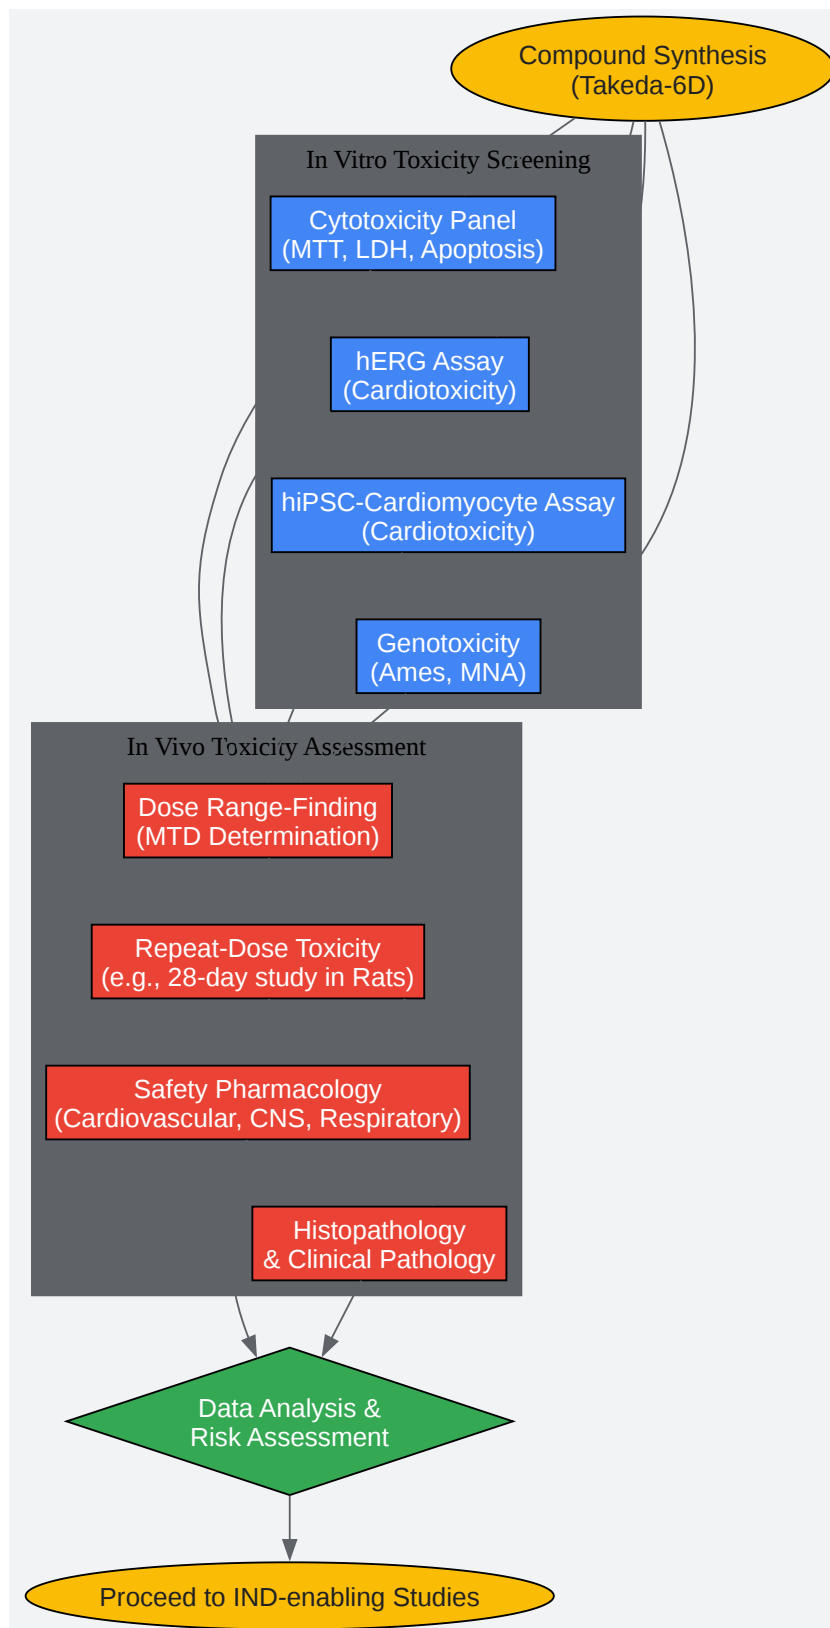 Compound Synthesis
(Takeda-6D)
In Vitro Toxicity Screening
Cytotoxicity Panel
(MTT, LDH, Apoptosis)
hERG Assay
(Cardiotoxicity)
hiPSC-Cardiomyocyte Assay
(Cardiotoxicity)
Genotoxicity
(Ames, MNA)
In Vivo Toxicity Assessment
Dose Range-Finding
(MTD Determination)
Repeat-Dose Toxicity
(e.g., 28-day study in Rats)
Safety Pharmacology
(Cardiovascular, CNS, Respiratory)
Histopathology
& Clinical Pathology
Data Analysis &
Risk Assessment
Proceed to IND-enabling Studies